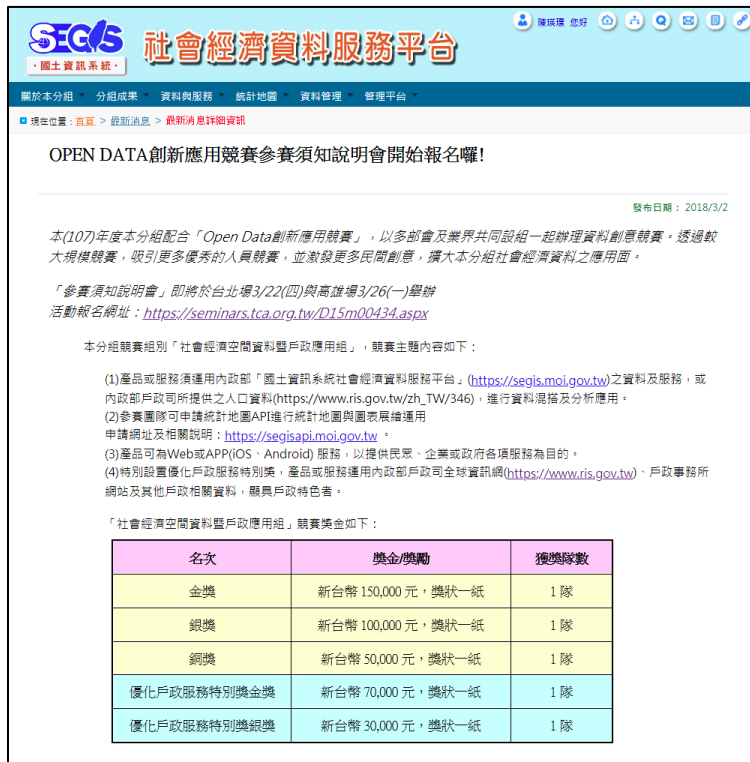 SEGIS
‧國土資訊系統‧
社會經濟資料服務平台
陳瑛璟 您好
關於本分組 分組成果 資料與服務 統計地圖 資料管理 管理平台
現在位置：首頁 > 最新消息 > 最新消息詳細資訊
OPEN DATA創新應用競賽參賽須知說明會開始報名囉!
發布日期： 2018/3/2
本(107)年度本分組配合「Open Data創新應用競賽」，以多部會及業界共同設組一起辦理資料創意競賽。透過較
大規模競賽，吸引更多優秀的人員競賽，並激發更多民間創意，擴大本分組社會經濟資料之應用面。
「參賽須知說明會」即將於台北場3/22(四)與高雄場3/26(一)舉辦
活動報名網址：https://seminars.tca.org.tw/D15m00434.aspx
本分組競賽組別「社會經濟空間資料暨戶政應用組」，競賽主題內容如下：
(1)產品或服務須運用內政部「國土資訊系統社會經濟資料服務平台」(https://segis.moi.gov.tw)之資料及服務，或
內政部戶政司所提供之人口資料(https://www.ris.gov.tw/zh_TW/346)，進行資料混搭及分析應用。
(2)參賽團隊可申請統計地圖API進行統計地圖與圖表展繪運用
申請網址及相關說明：https://segisapi.moi.gov.tw 。
(3)產品可為Web或APP(iOS、Android) 服務，以提供民眾、企業或政府各項服務為目的。
(4)特別設置優化戶政服務特別獎，產品或服務運用內政部戶政司全球資訊網(https://www.ris.gov.tw)、戶政事務所
網站及其他戶政相關資料，顯具戶政特色者。
「社會經濟空間資料暨戶政應用組」競賽獎金如下：
名次 獎金/獎勵 獲獎隊數
金獎 新台幣 150,000 元，獎狀一紙 1 隊
銀獎 新台幣 100,000 元，獎狀一紙 1 隊
銅獎 新台幣 50,000 元，獎狀一紙 1 隊
優化戶政服務特別獎金獎 新台幣 70,000 元，獎狀一紙 1 隊
優化戶政服務特別獎銀獎 新台幣 30,000 元，獎狀一紙 1 隊